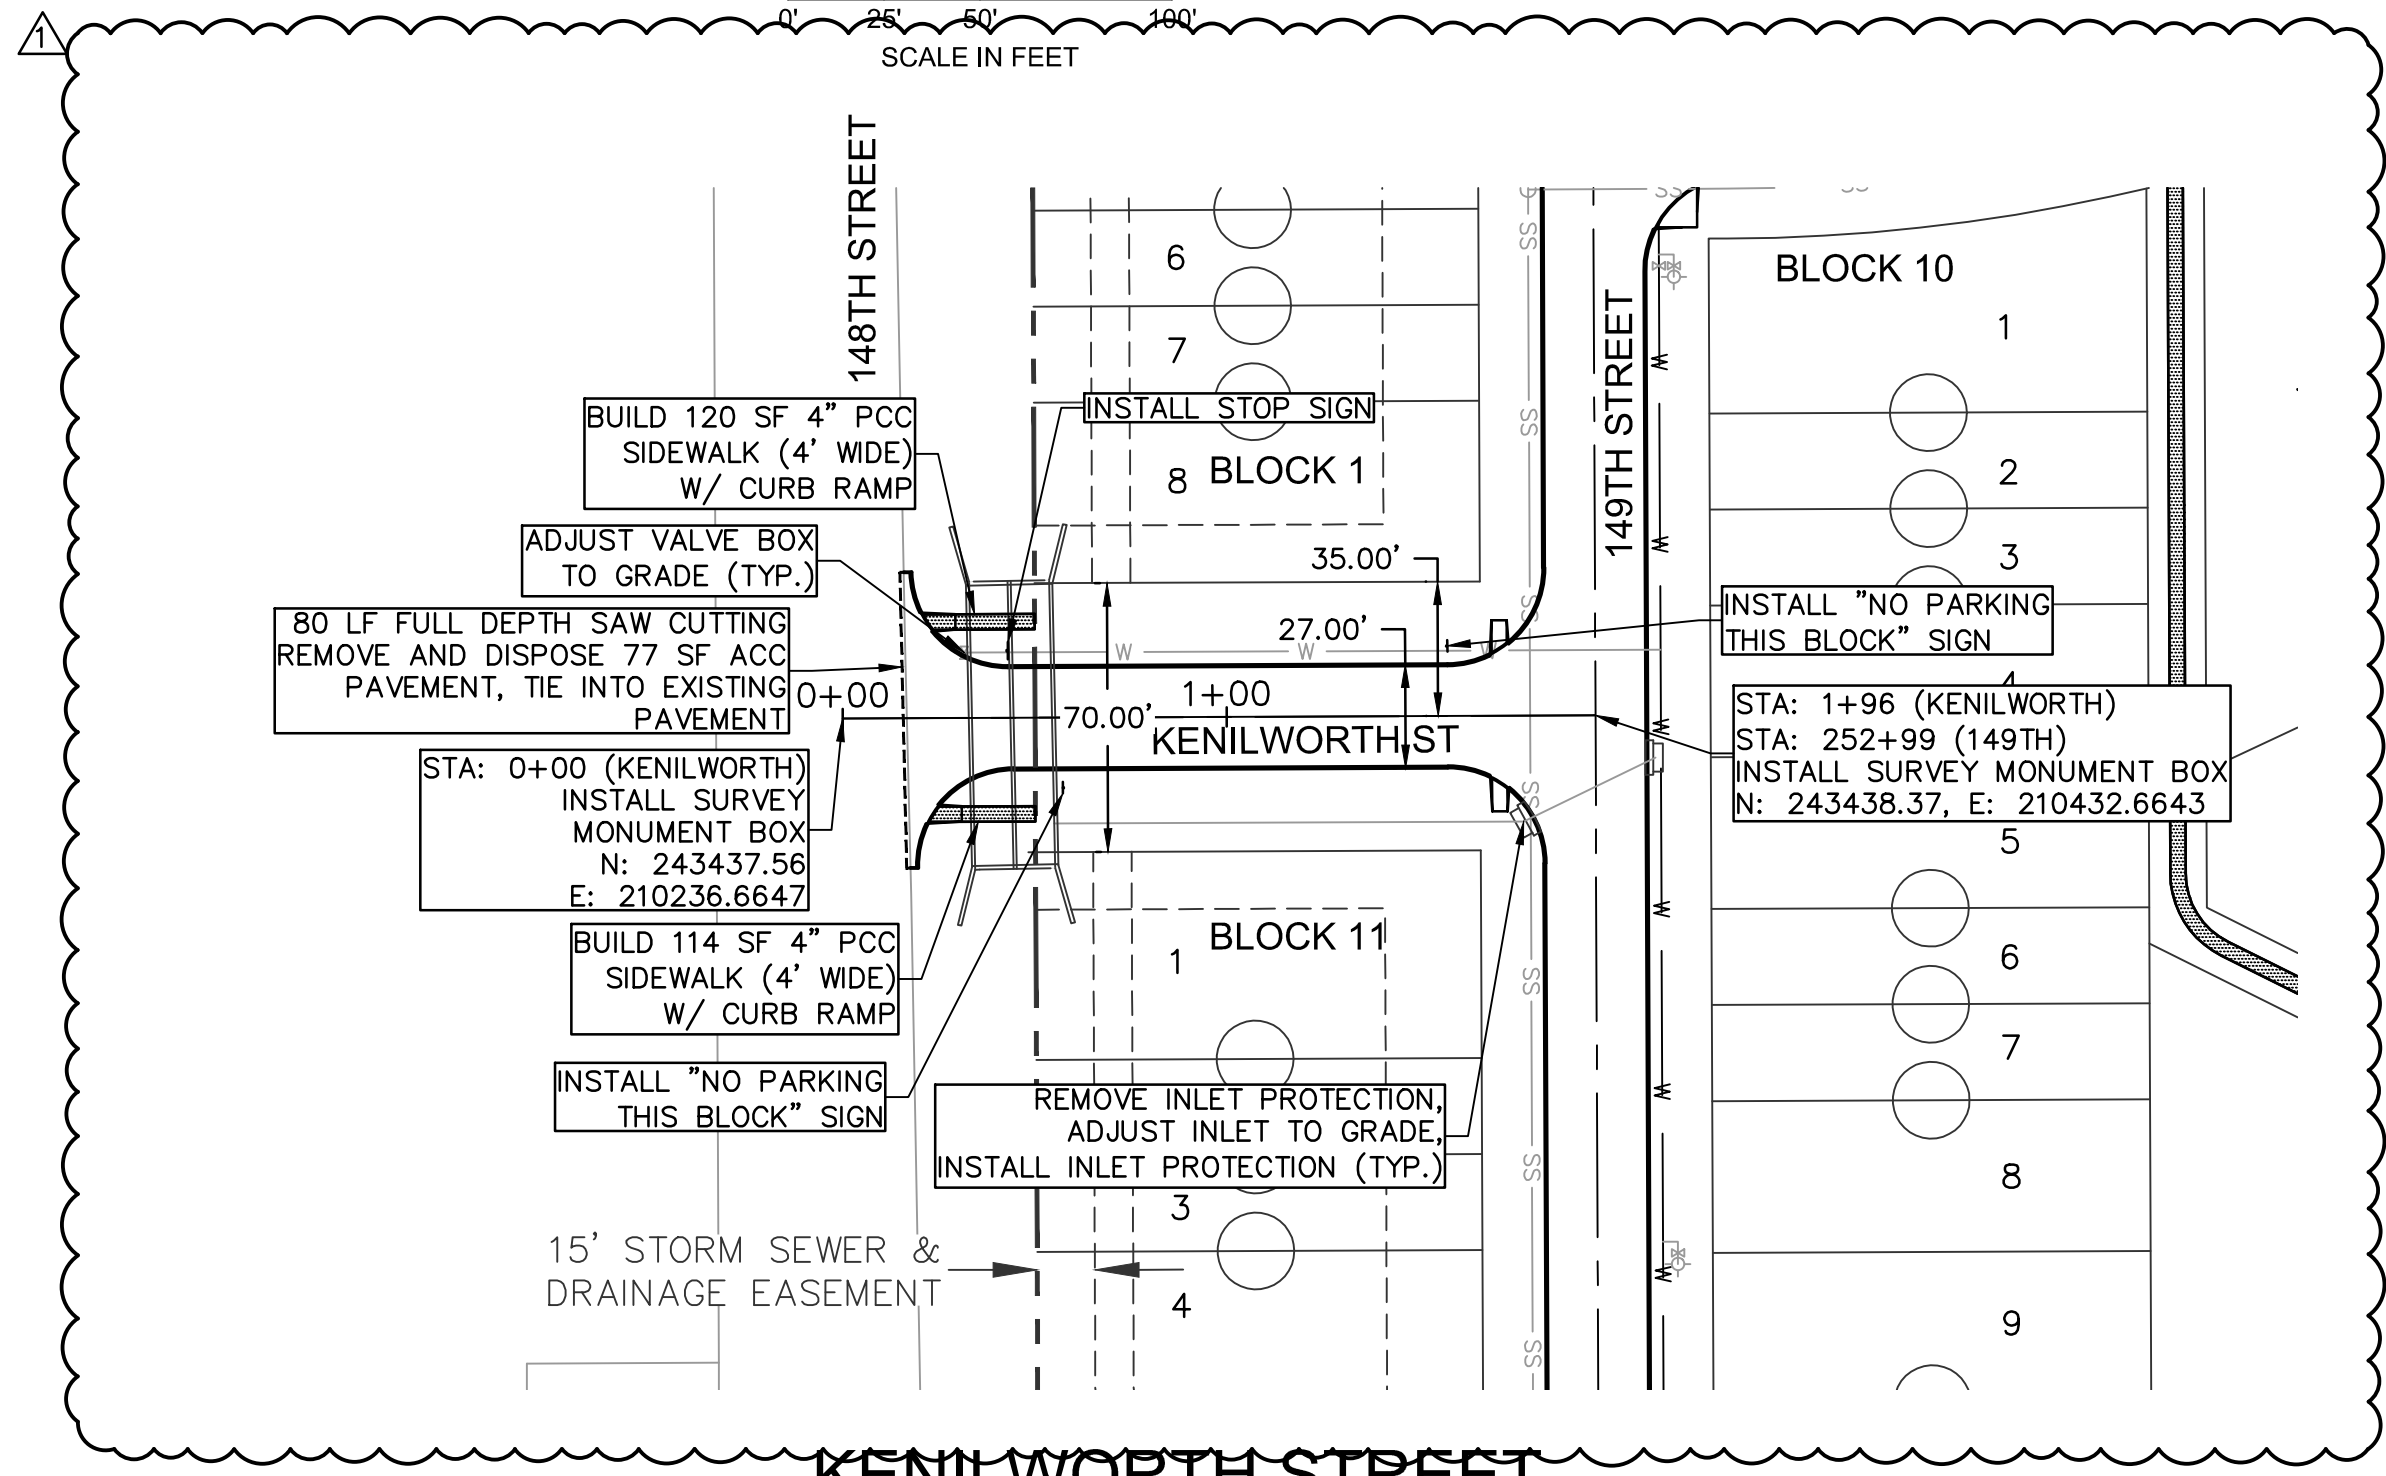 1
0' 25' 50' 100'
SCALE IN FEET
148TH STREET
149TH STREET
SS
SS
BLOCK 10
6
1
7
BUILD 120 SF 4” PCC
SIDEWALK (4’ WIDE)
W/ CURB RAMP
INSTALL STOP SIGN
SS
SS
8 BLOCK 1
2
ADJUST VALVE BOX
TO GRADE (TYP.)
35.00’
3
80 LF FULL DEPTH SAW CUTTING
REMOVE AND DISPOSE 77 SF ACC
PAVEMENT, TIE INTO EXISTING
PAVEMENT
27.00’
SS
INSTALL "NO PARKING
THIS BLOCK” SIGN
W W W
0+00
1+00
70.00’
KENILWORTH ST
4
STA: 1+96 (KENILWORTH)
STA: 252+99 (149TH)
INSTALL SURVEY MONUMENT BOX
N: 243438.37, E: 210432.6643
STA: 0+00 (KENILWORTH)
INSTALL SURVEY
MONUMENT BOX
N: 243437.56
E: 210236.6647
SS
5
BUILD 114 SF 4” PCC
SIDEWALK (4’ WIDE)
W/ CURB RAMP
1 BLOCK 11
SS
6
7
INSTALL ”NO PARKING
THIS BLOCK” SIGN
REMOVE INLET PROTECTION,
ADJUST INLET TO GRADE,
INSTALL INLET PROTECTION (TYP.)
SS
8
3
15’ STORM SEWER &
DRAINAGE EASEMENT
4
9
SS
KENILWORTH STREET